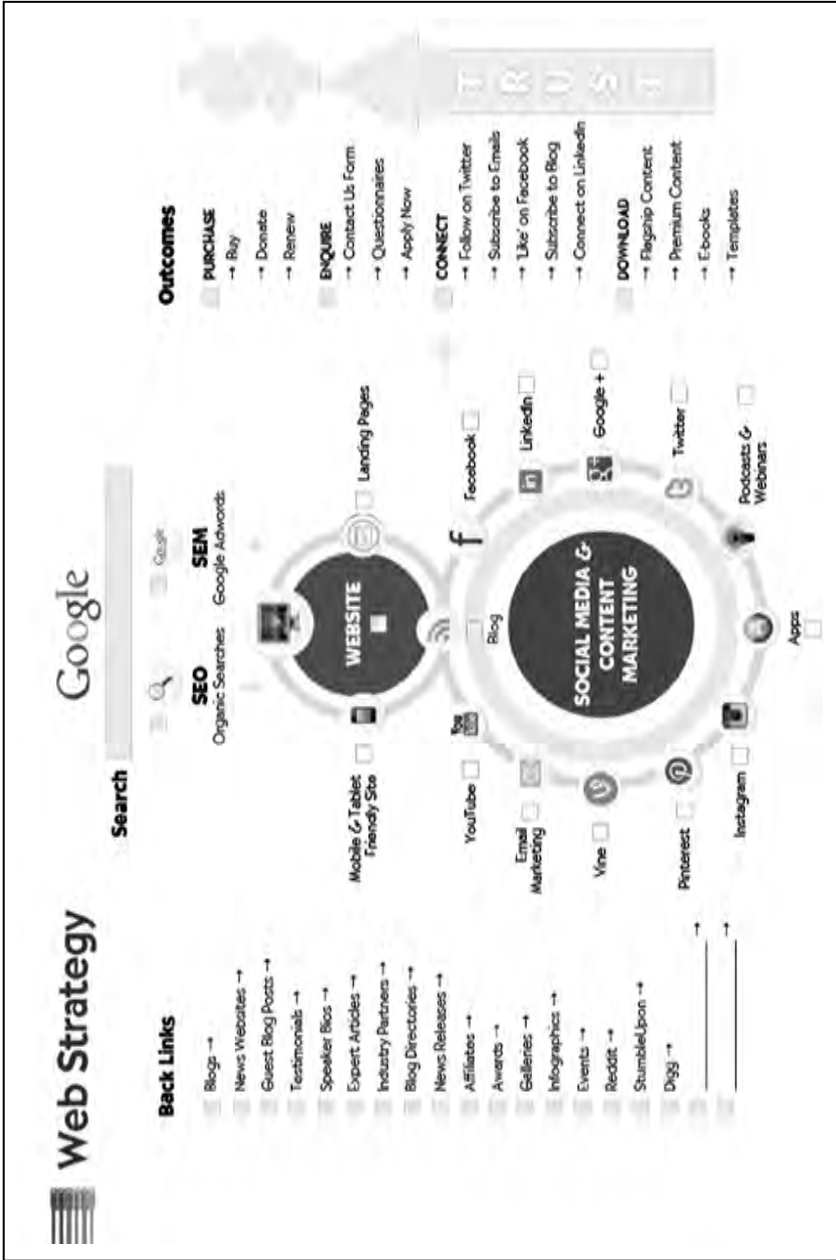 Web Strategy
Google
Search
Back Links
Blogs →
News Websites →
Guest Blog Posts →
Testimonials →
Speaker Bios →
Expert Articles →
Industry Partners →
Blog Directories →
News Releases →
Affiliates →
Awards →
Galleries →
Infographics →
Events →
Reddit →
StumbleUpon →
Digg →
→
→
Google
SEO
Organic Searches
SEM
Google Adwords
WEBSITE
Mobile & Tablet
Friendly Site
Landing Pages
Blog
SOCIAL MEDIA &
CONTENT
MARKETING
You
YouTube
Email
Marketing
Vine
Pinterest
Instagram
Apps
Podcasts &
Webinars
Twitter
Google +
in
LinkedIn
f
Facebook
Outcomes
PURCHASE
→ Buy
→ Donate
→ Renew
ENQUIRE
→ Contact Us Form
→ Questionnaires
→ Apply Now
CONNECT
→ Follow on Twitter
→ Subscribe to Emails
→ 'Like' on Facebook
→ Subscribe to Blog
→ Connect on LinkedIn
DOWNLOAD
→ Flagship Content
→ Premium Content
→ E-books
→ Templates
TRUST